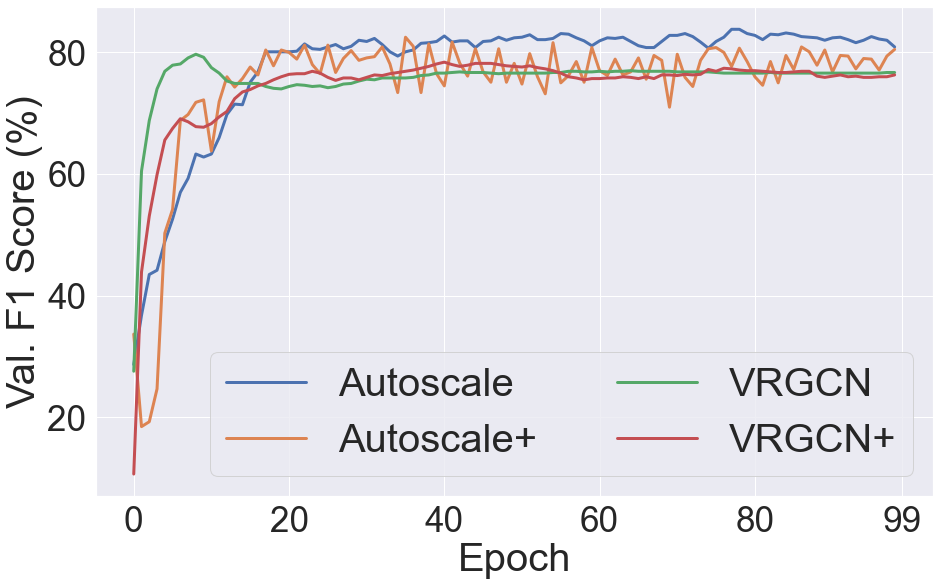 Val. F1 Score (%)
80
60
40
20
Autoscale
VRGCN
Autoscale+
VRGCN+
0 20 40 60 80 99
Epoch